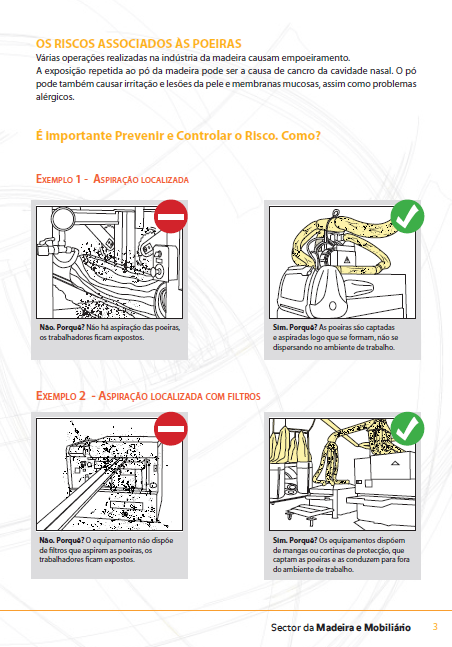 OS RISCOS ASSOCIADOS ÀS POEIRAS
Várias operações realizadas na indústria da madeira causam empoeiramento.
A exposição repetida ao pó da madeira pode ser a causa de cancro da cavidade nasal. O pó
pode também causar irritação e lesões da pele e membranas mucosas, assim como problemas
alérgicos.
É Importante Prevenir e Controlar o Risco. Como?
Exemplo 1 - Aspiração localizada
Não. Porquê? Não há aspiração das poeiras,
os trabalhadores ficam expostos.
Sim. Porquê? As poeiras são captadas
e aspiradas logo que se formam, não se
dispersando no ambiente de trabalho.
Exemplo 2 - Aspiração localizada com filtros
Não. Porquê? O equipamento não dispõe
de filtros que aspirem as poeiras, os
trabalhadores ficam expostos.
Sim. Porquê? Os equipamentos dispõem
de mangas ou cortinas de protecção, que
captam as poeiras e as conduzem para fora
do ambiente de trabalho.
Sector da Madeira e Mobiliário 3